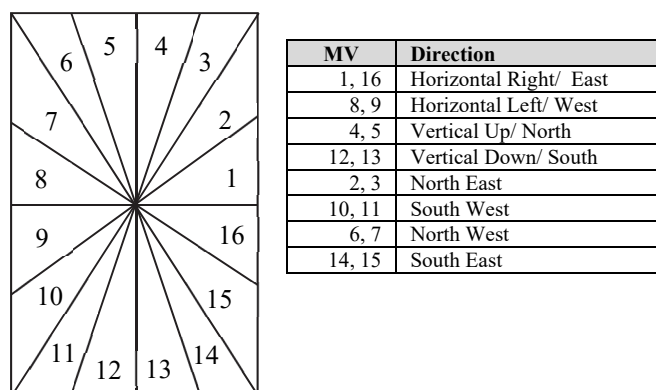 5 4
6 3
7 2
8 1
9 16
10 15
11 14
12 13
MV Direction
1, 16 Horizontal Right/ East
8, 9 Horizontal Left/ West
4, 5 Vertical Up/ North
12, 13 Vertical Down/ South
2, 3 North East
10, 11 South West
6, 7 North West
14, 15 South East